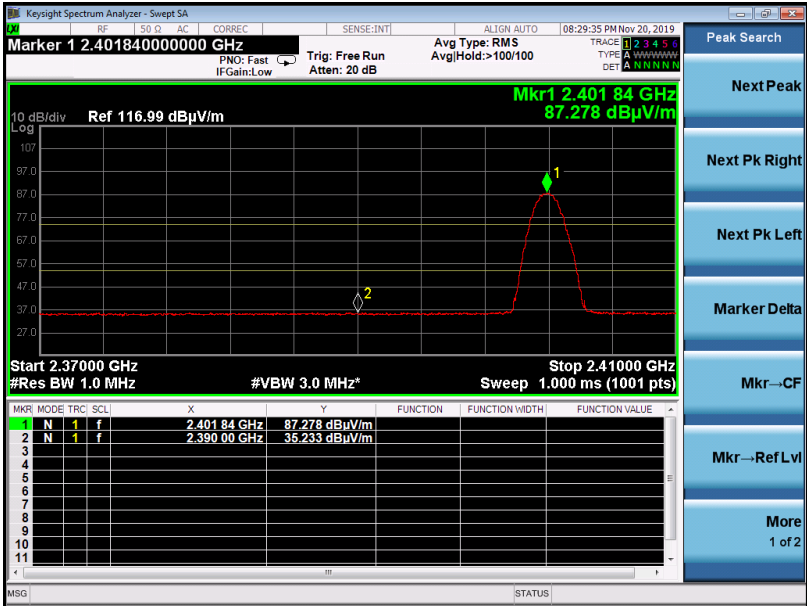 Keysight Spectrum Analyzer - Swept SA
LXI RF 50 Ω AC CORREC SENSE:INT ALIGN AUTO 08:29:35 PM Nov 20, 2019
Marker 1 2.401840000000 GHz
PNO: Fast
IFGain:Low
Trig: Free Run
Atten: 20 dB
Avg Type: RMS
Avg|Hold:>100/100
TRACE 1 2 3 4 5 6
TYPE A WWWWW
DET A N N N N N
Peak Search
Next Peak
Next Pk Right
Next Pk Left
Marker Delta
Mkr→CF
Mkr→Ref Lvl
More
1 of 2
Mkr1 2.401 84 GHz
87.278 dBµV/m
10 dB/div Ref 116.99 dBµV/m
Log
107
97.0
87.0
77.0
67.0
57.0
47.0
37.0
27.0
1
2
Start 2.37000 GHz Stop 2.41000 GHz
#Res BW 1.0 MHz #VBW 3.0 MHz* Sweep 1.000 ms (1001 pts)
MKR MODE TRC SCL X Y FUNCTION FUNCTION WIDTH FUNCTION VALUE
1 N 1 f 2.401 84 GHz 87.278 dBµV/m
2 N 1 f 2.390 00 GHz 35.233 dBµV/m
3
4
5
6
7
8
9
10
11
MSG STATUS